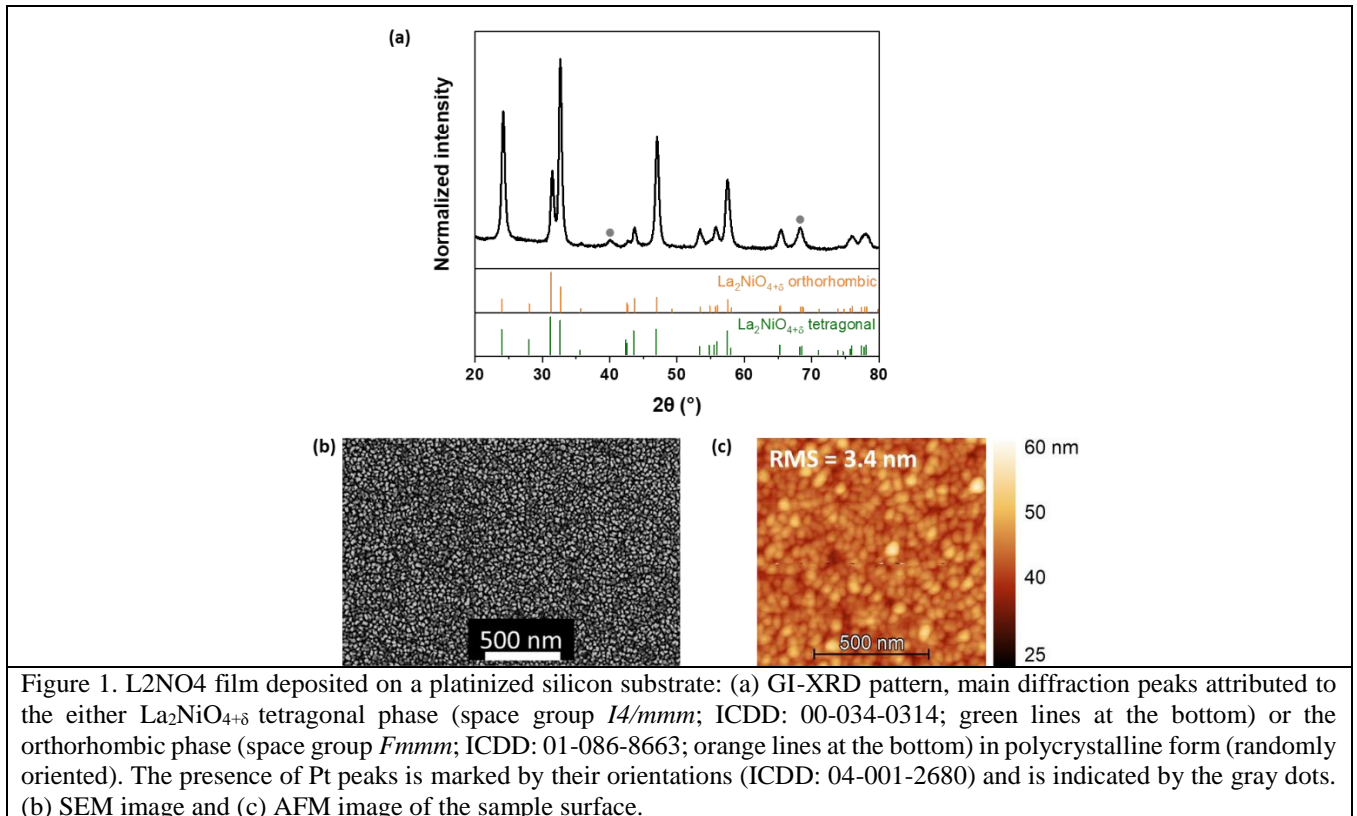 (a)
Normalized intensity
La₂NiO₄₊δ orthorhombic
La₂NiO₄₊δ tetragonal
20 30 40 50 60 70 80
2θ (°)
(b)
500 nm
(c)
RMS = 3.4 nm
500 nm
60 nm
50
40
25
Figure 1. L2NO4 film deposited on a platinized silicon substrate: (a) GI-XRD pattern, main diffraction peaks attributed to
the either La₂NiO₄₊δ tetragonal phase (space group I4/mmm; ICDD: 00-034-0314; green lines at the bottom) or the
orthorhombic phase (space group Fmmm; ICDD: 01-086-8663; orange lines at the bottom) in polycrystalline form (randomly
oriented). The presence of Pt peaks is marked by their orientations (ICDD: 04-001-2680) and is indicated by the gray dots.
(b) SEM image and (c) AFM image of the sample surface.